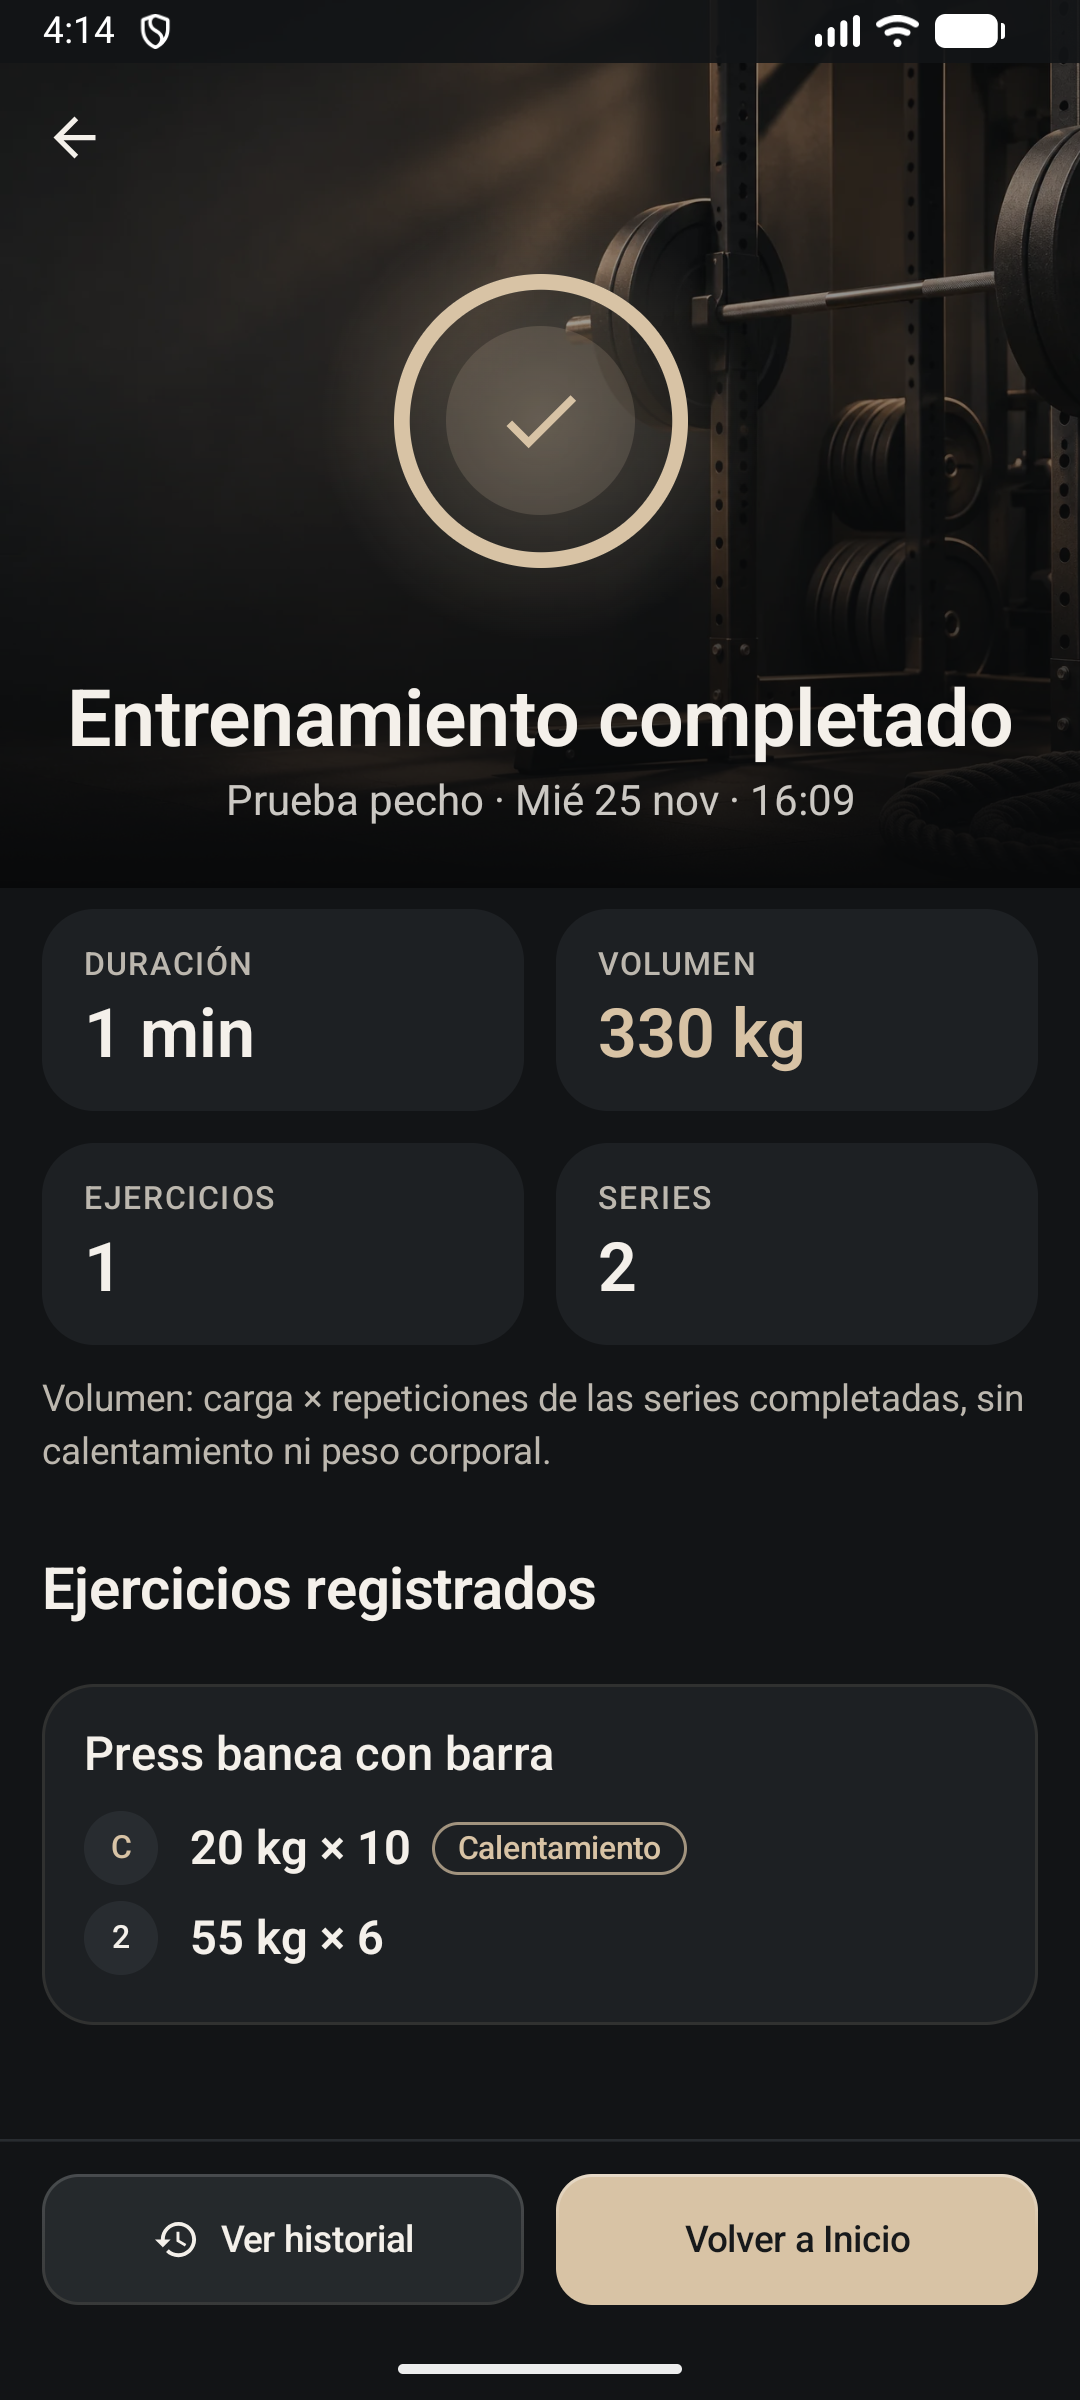 4:14
Entrenamiento completado
Prueba pecho · Mié 25 nov · 16:09
DURACIÓN
1 min
VOLUMEN
330 kg
EJERCICIOS
1
SERIES
2
Volumen: carga × repeticiones de las series completadas, sin
calentamiento ni peso corporal.
Ejercicios registrados
Press banca con barra
C 20 kg × 10 Calentamiento
2 55 kg × 6
Ver historial
Volver a Inicio